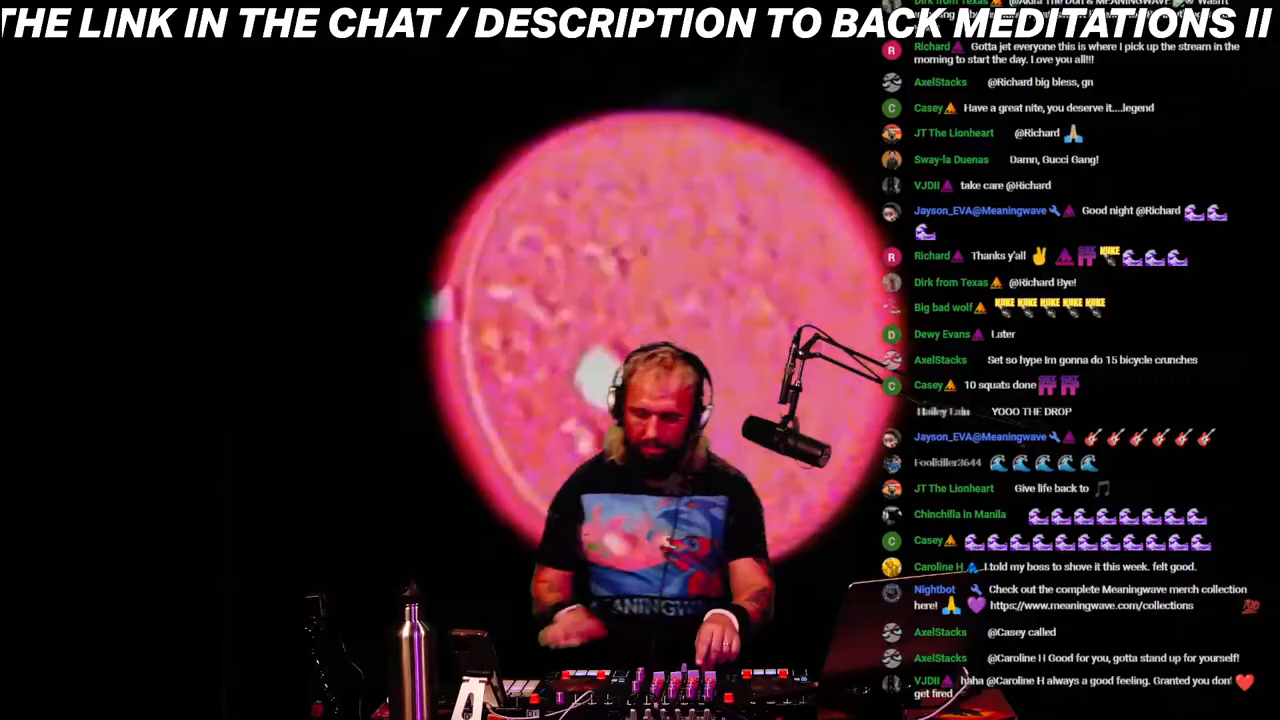 THE LINK IN THE CHAT / DESCRIPTION TO BACK MEDITATIONS II
Dirk from Texas
Richard Gotta jet everyone this is where I pick up the stream in the
morning to start the day. I love you all!!!
AxelStacks @Richard big bless, gn
Casey Have a great nite, you deserve it....legend
JT The Lionheart @Richard 🙏🏼
Sway-la Duenas Damn, Gucci Gang!
VJDII take care @Richard
Jayson_EVA@Meaningwave Good night @Richard
Richard Thanks y'all ✌️
Dirk from Texas @Richard Bye!
Big bad wolf
Dewy Evans Later
AxelStacks Set so hype Im gonna do 15 bicycle crunches
Casey 10 squats done
Hailey Lain YOOO THE DROP
Jayson_EVA@Meaningwave 🎸🎸🎸🎸🎸🎸
Foolkiller3644 🌊🌊🌊🌊🌊
JT The Lionheart Give life back to 🎵
Chinchilla in Manila
Casey
Caroline H I told my boss to shove it this week. felt good.
Nightbot Check out the complete Meaningwave merch collection
here! 🙏 💜 https://www.meaningwave.com/collections
AxelStacks @Casey called
AxelStacks @Caroline H Good for you, gotta stand up for yourself!
VJDII haha @Caroline H always a good feeling. Granted you don't ❤️
get fired
MEANINGW